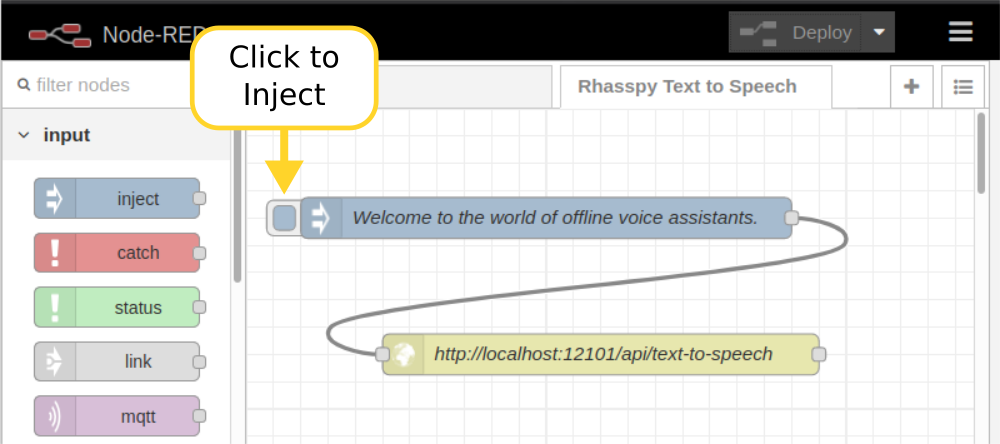 Node-RED
Click to
Inject
Deploy
filter nodes
Rhasspy Text to Speech
input
inject
Welcome to the world of offline voice assistants.
catch
status
link
http://localhost:12101/api/text-to-speech
mqtt